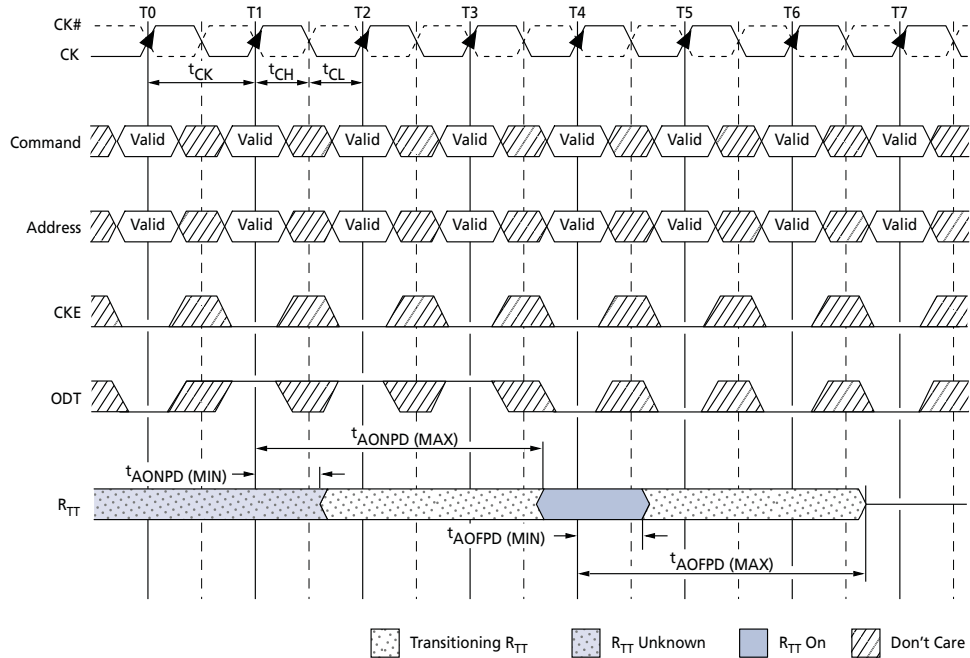 T0 T1 T2 T3 T4 T5 T6 T7
CK#
CK
tCK tCH tCL
Command Valid Valid Valid Valid Valid Valid Valid Valid
Address Valid Valid Valid Valid Valid Valid Valid Valid
CKE
ODT
tAONPD (MAX)
tAONPD (MIN)
RTT
tAOFPD (MIN)
tAOFPD (MAX)
Transitioning RTT RTT Unknown RTT On Don't Care